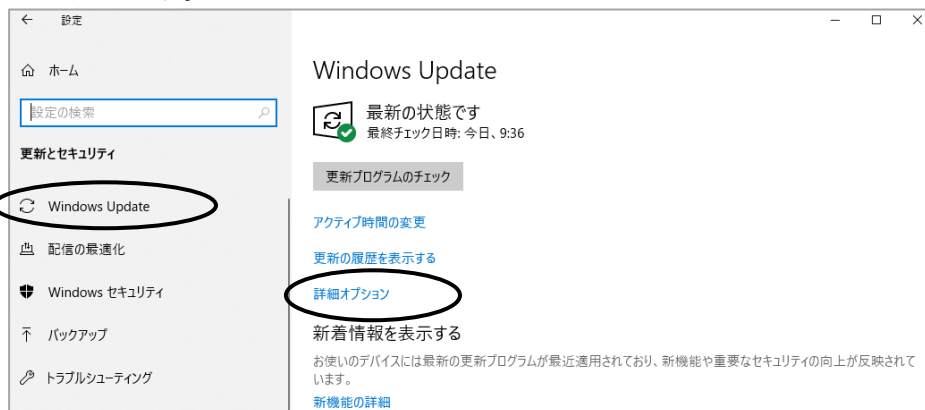 設定
ホーム
設定の検索
更新とセキュリティ
Windows Update
配信の最適化
Windows セキュリティ
バックアップ
トラブルシューティング
Windows Update
最新の状態です
最終チェック日時: 今日、9:36
更新プログラムのチェック
アクティブ時間の変更
更新の履歴を表示する
詳細オプション
新着情報を表示する
お使いのデバイスには最新の更新プログラムが最近適用されており、新機能や重要なセキュリティの向上が反映されて
います。
新機能の詳細